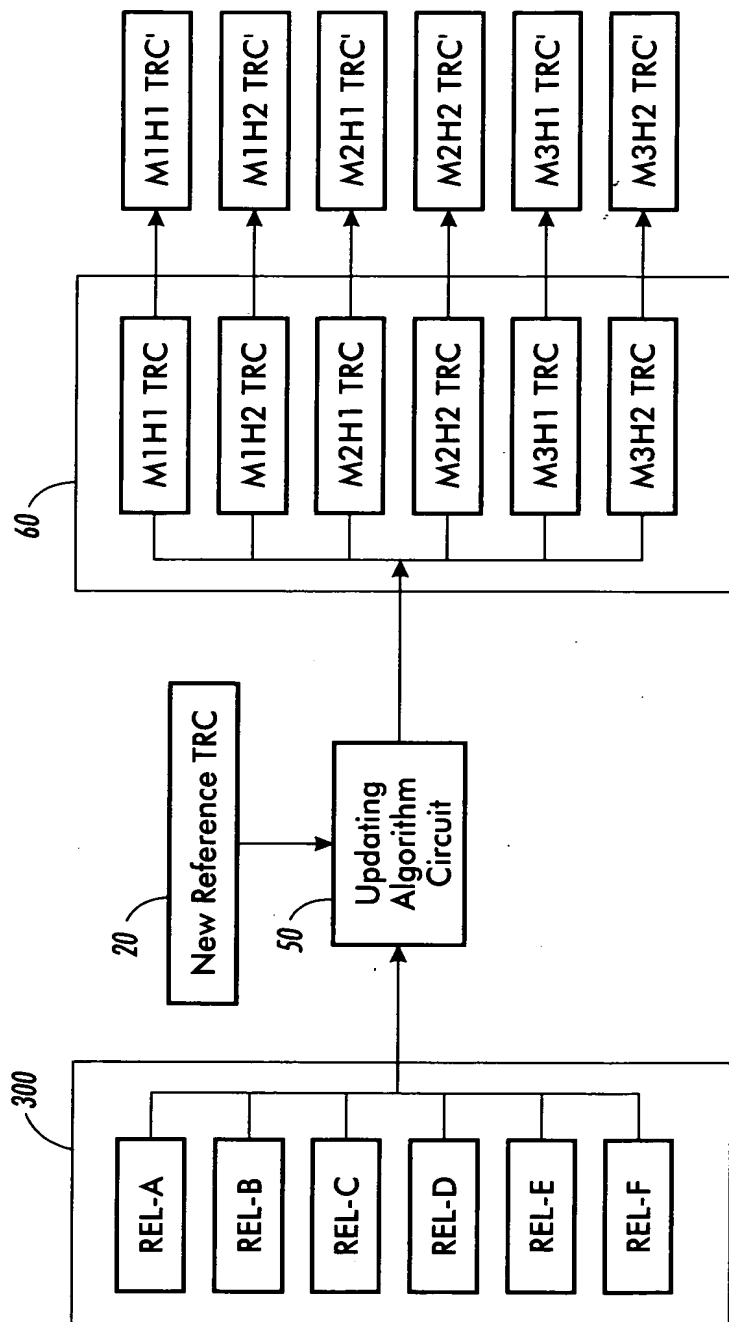 300
REL-A
REL-B
REL-C
REL-D
REL-E
REL-F
20
New Reference TRC
50
Updating
Algorithm
Circuit
60
M1H1 TRC
M1H2 TRC
M2H1 TRC
M2H2 TRC
M3H1 TRC
M3H2 TRC
M1H1 TRC'
M1H2 TRC'
M2H1 TRC'
M2H2 TRC'
M3H1 TRC'
M3H2 TRC'